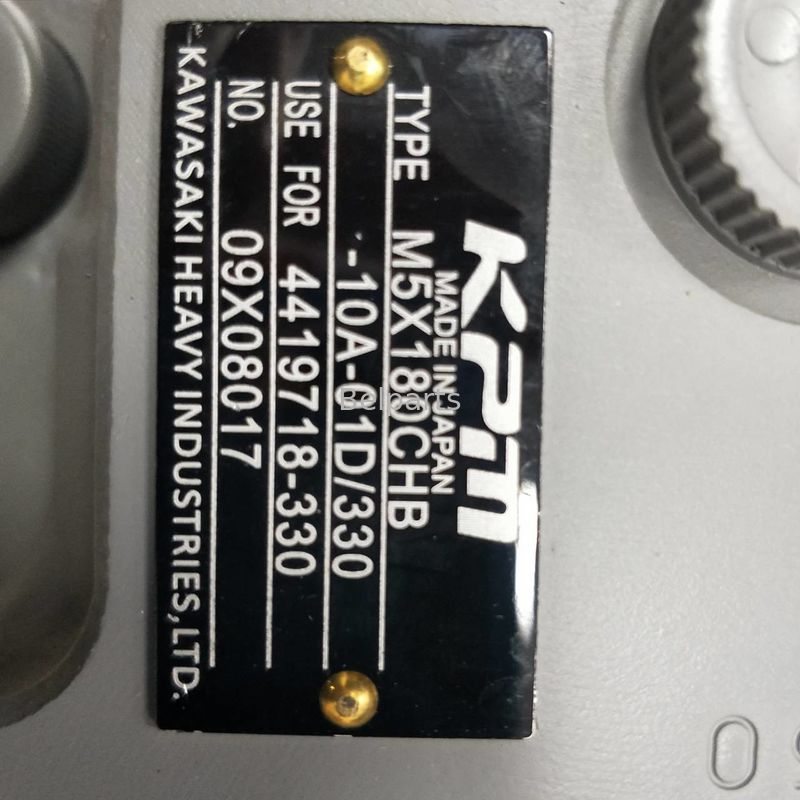 KPM
MADE IN JAPAN
TYPE M5X180CHB
-10A-01D/330
USE FOR 4419718-330
NO. 09X08017
KAWASAKI HEAVY INDUSTRIES,LTD.
Belparts
0